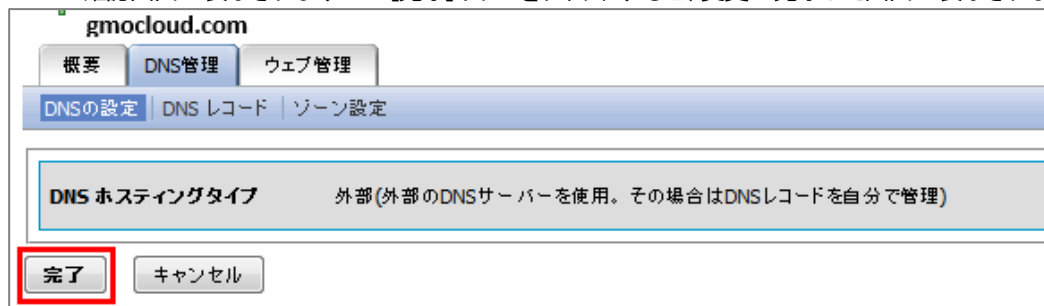 gmocloud.com
概要 DNS管理 ウェブ管理
DNSの設定 DNS レコード ゾーン設定
DNS ホスティングタイプ 外部(外部のDNSサーバーを使用。その場合はDNSレコードを自分で管理)
完了 キャンセル